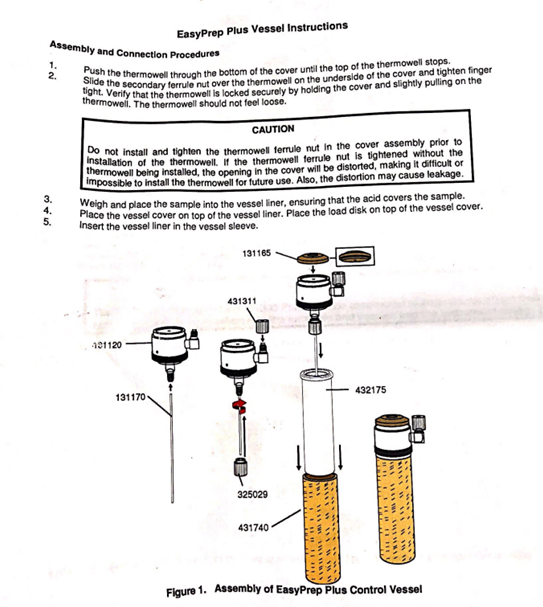 EasyPrep Plus Vessel Instructions
Assembly and Connection Procedures
1. Push the thermowell through the bottom of the cover until the top of the thermowell stops.
2. Slide the secondary ferrule nut over the thermowell on the underside of the cover and tighten finger
tight. Verify that the thermowell is locked securely by holding the cover and slightly pulling on the
thermowell. The thermowell should not feel loose.
CAUTION
Do not install and tighten the thermowell ferrule nut in the cover assembly prior to
installation of the thermowell. If the thermowell ferrule nut is tightened without the
thermowell being installed, the opening in the cover will be distorted, making it difficult or
impossible to install the thermowell for future use. Also, the distortion may cause leakage.
3. Weigh and place the sample into the vessel liner, ensuring that the acid covers the sample.
4. Place the vessel cover on top of the vessel liner. Place the load disk on top of the vessel cover.
5. Insert the vessel liner in the vessel sleeve.
131165
431311
131120
432175
131170
325029
431740
Figure 1. Assembly of EasyPrep Plus Control Vessel